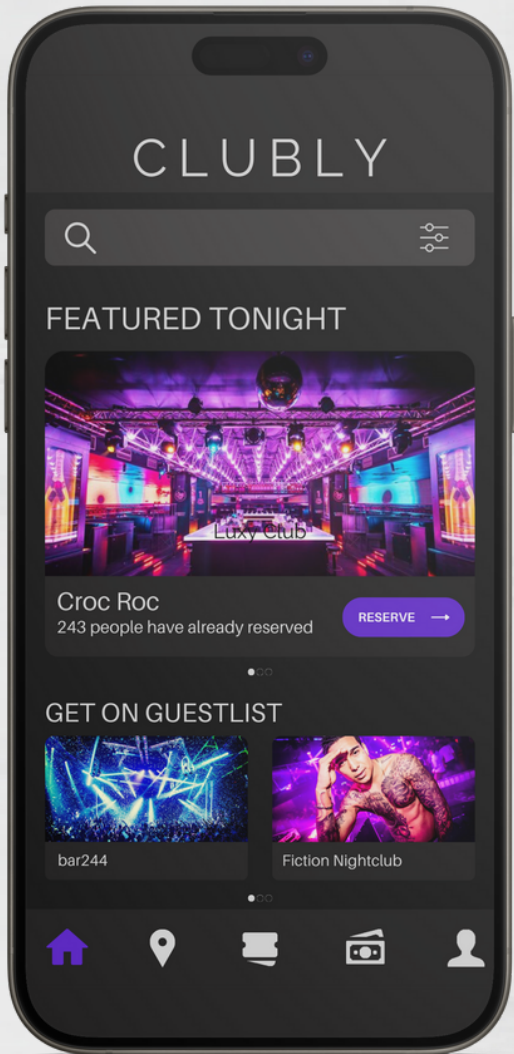 CLUBLY
FEATURED TONIGHT
Luxy Club
Croc Roc
243 people have already reserved
RESERVE
GET ON GUESTLIST
bar244
Fiction Nightclub